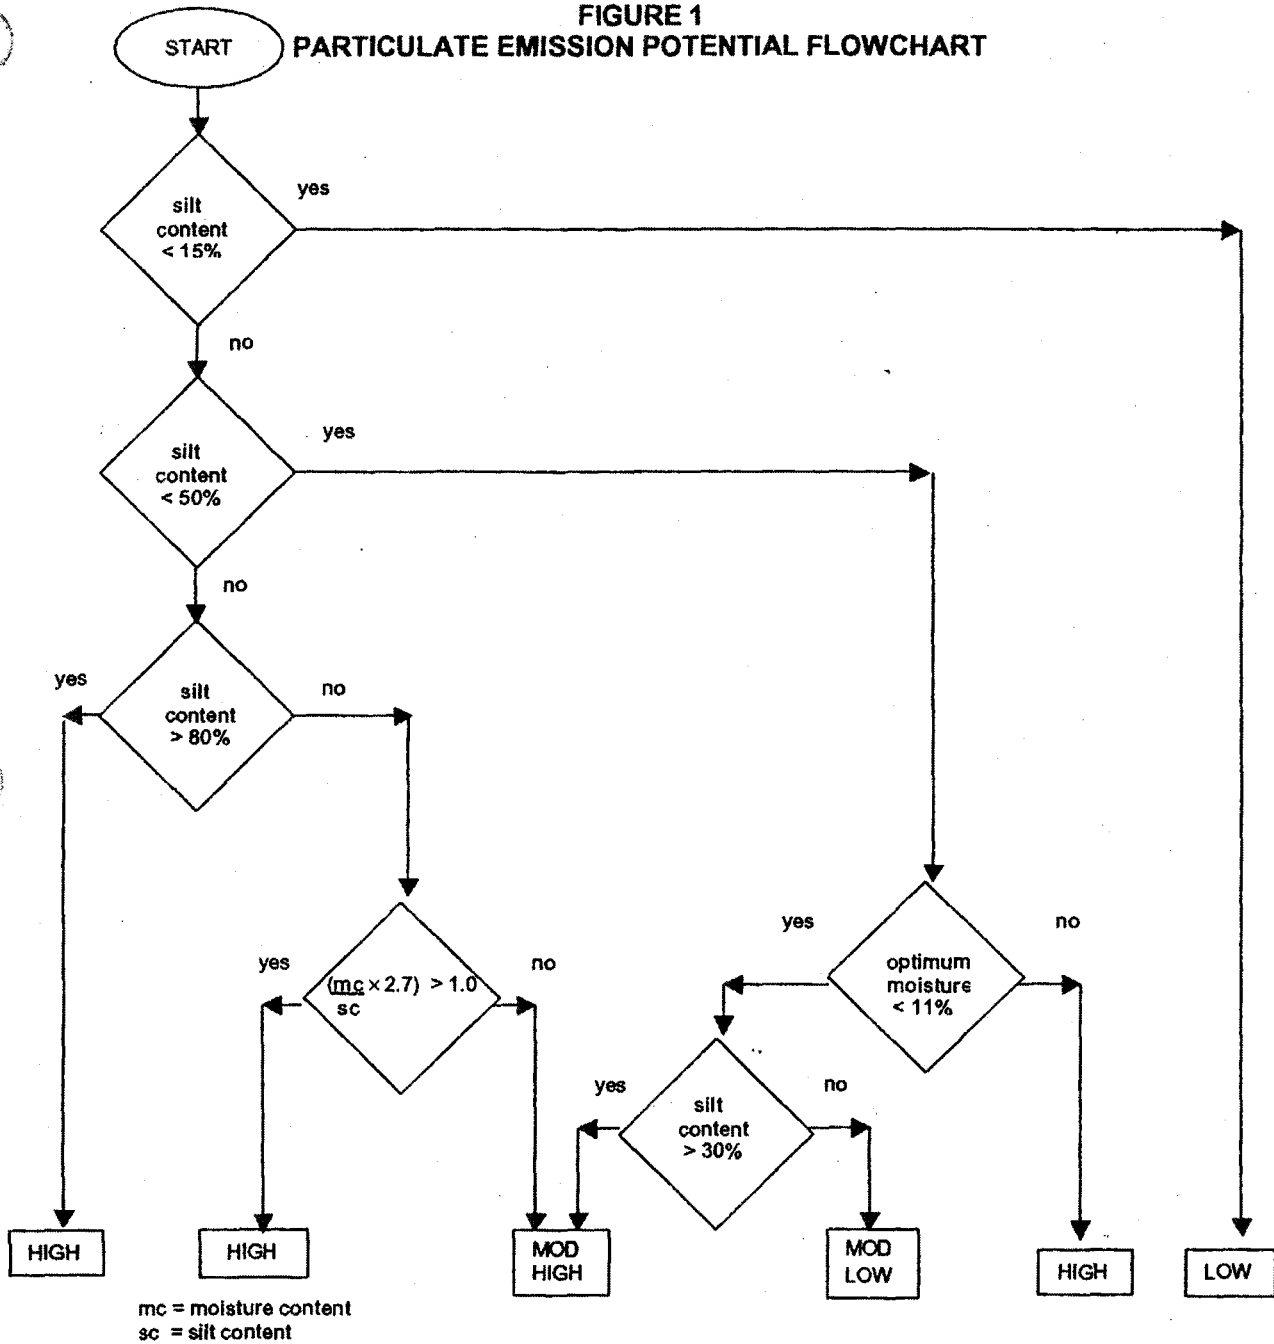 FIGURE 1
PARTICULATE EMISSION POTENTIAL FLOWCHART
START
yes
silt
content
< 15%
no
yes
silt
content
< 50%
no
yes
silt
content
> 80%
no
yes
(mc × 2.7) > 1.0
sc
no
yes
optimum
moisture
< 11%
no
yes
silt
content
> 30%
no
HIGH
HIGH
MOD
HIGH
MOD
LOW
HIGH
LOW
mc = moisture content
sc = silt content